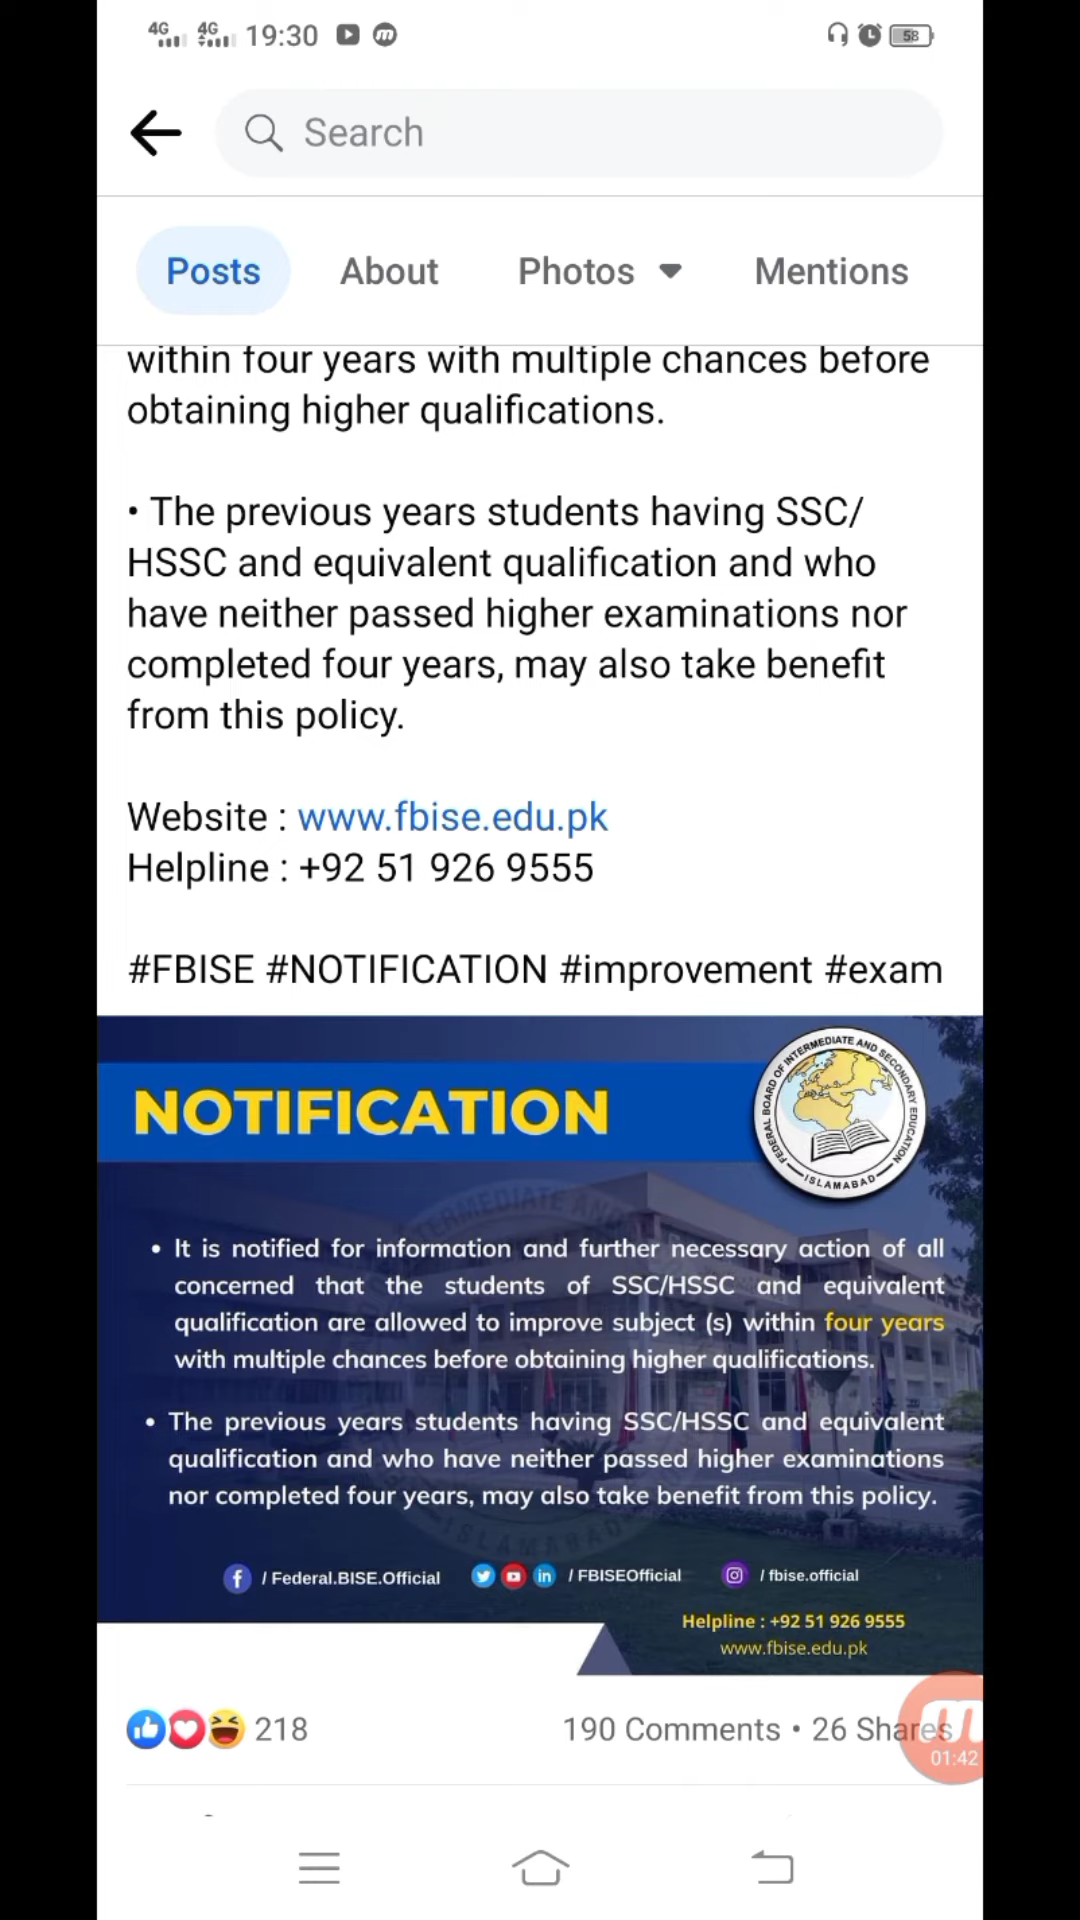 4G 4G 19:30 58
Search
Posts About Photos Mentions
within four years with multiple chances before
obtaining higher qualifications.
• The previous years students having SSC/
HSSC and equivalent qualification and who
have neither passed higher examinations nor
completed four years, may also take benefit
from this policy.
Website : www.fbise.edu.pk
Helpline : +92 51 926 9555
#FBISE #NOTIFICATION #improvement #exam
NOTIFICATION
FEDERAL BOARD OF INTERMEDIATE AND SECONDARY EDUCATION
ISLAMABAD
• It is notified for information and further necessary action of all
concerned that the students of SSC/HSSC and equivalent
qualification are allowed to improve subject (s) within four years
with multiple chances before obtaining higher qualifications.
• The previous years students having SSC/HSSC and equivalent
qualification and who have neither passed higher examinations
nor completed four years, may also take benefit from this policy.
/ Federal.BISE.Official / FBISEOfficial / fbise.official
Helpline : +92 51 926 9555
www.fbise.edu.pk
218 190 Comments • 26 Shares
01:42